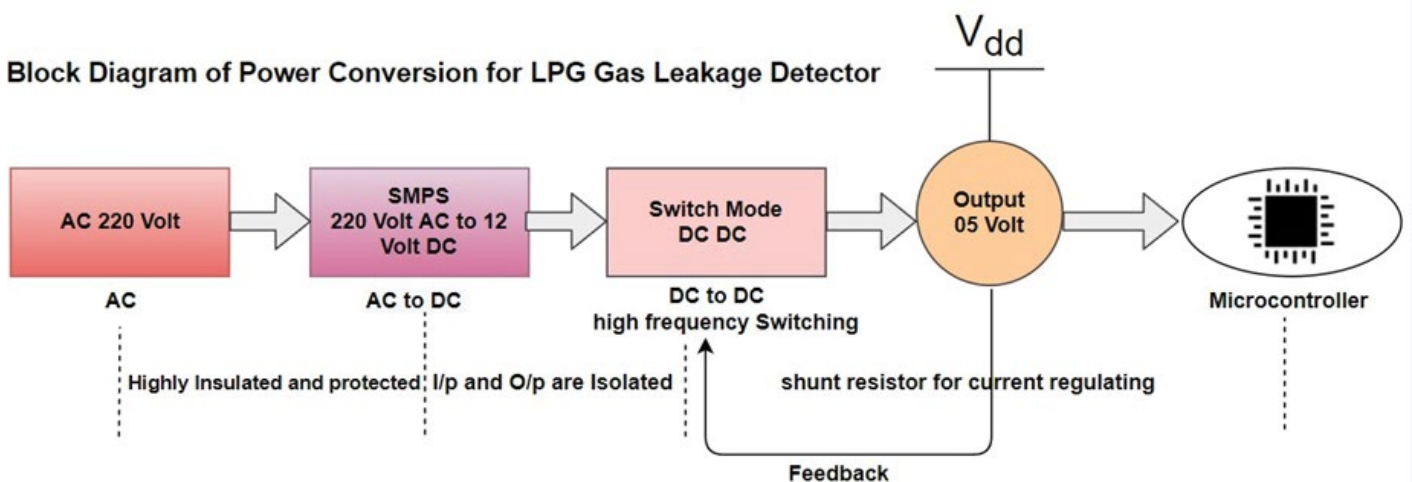 Block Diagram of Power Conversion for LPG Gas Leakage Detector
Vdd
AC 220 Volt
SMPS
220 Volt AC to 12
Volt DC
Switch Mode
DC DC
Output
05 Volt
AC
AC to DC
DC to DC
high frequency Switching
Microcontroller
Highly Insulated and protected
I/p and O/p are Isolated
shunt resistor for current regulating
Feedback